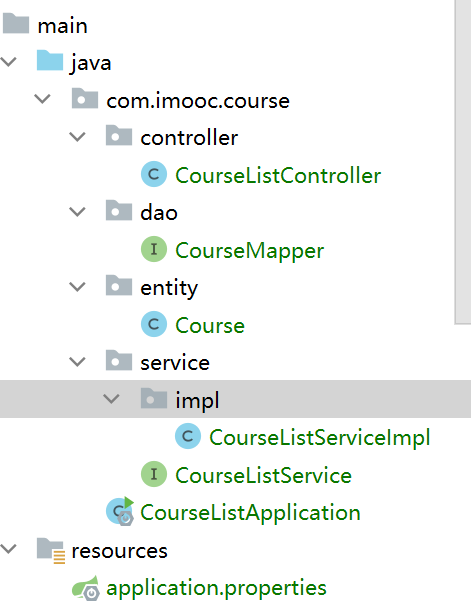 main
java
com.imooc.course
controller
CourseListController
dao
CourseMapper
entity
Course
service
impl
CourseListServiceImpl
CourseListService
CourseListApplication
resources
application.properties